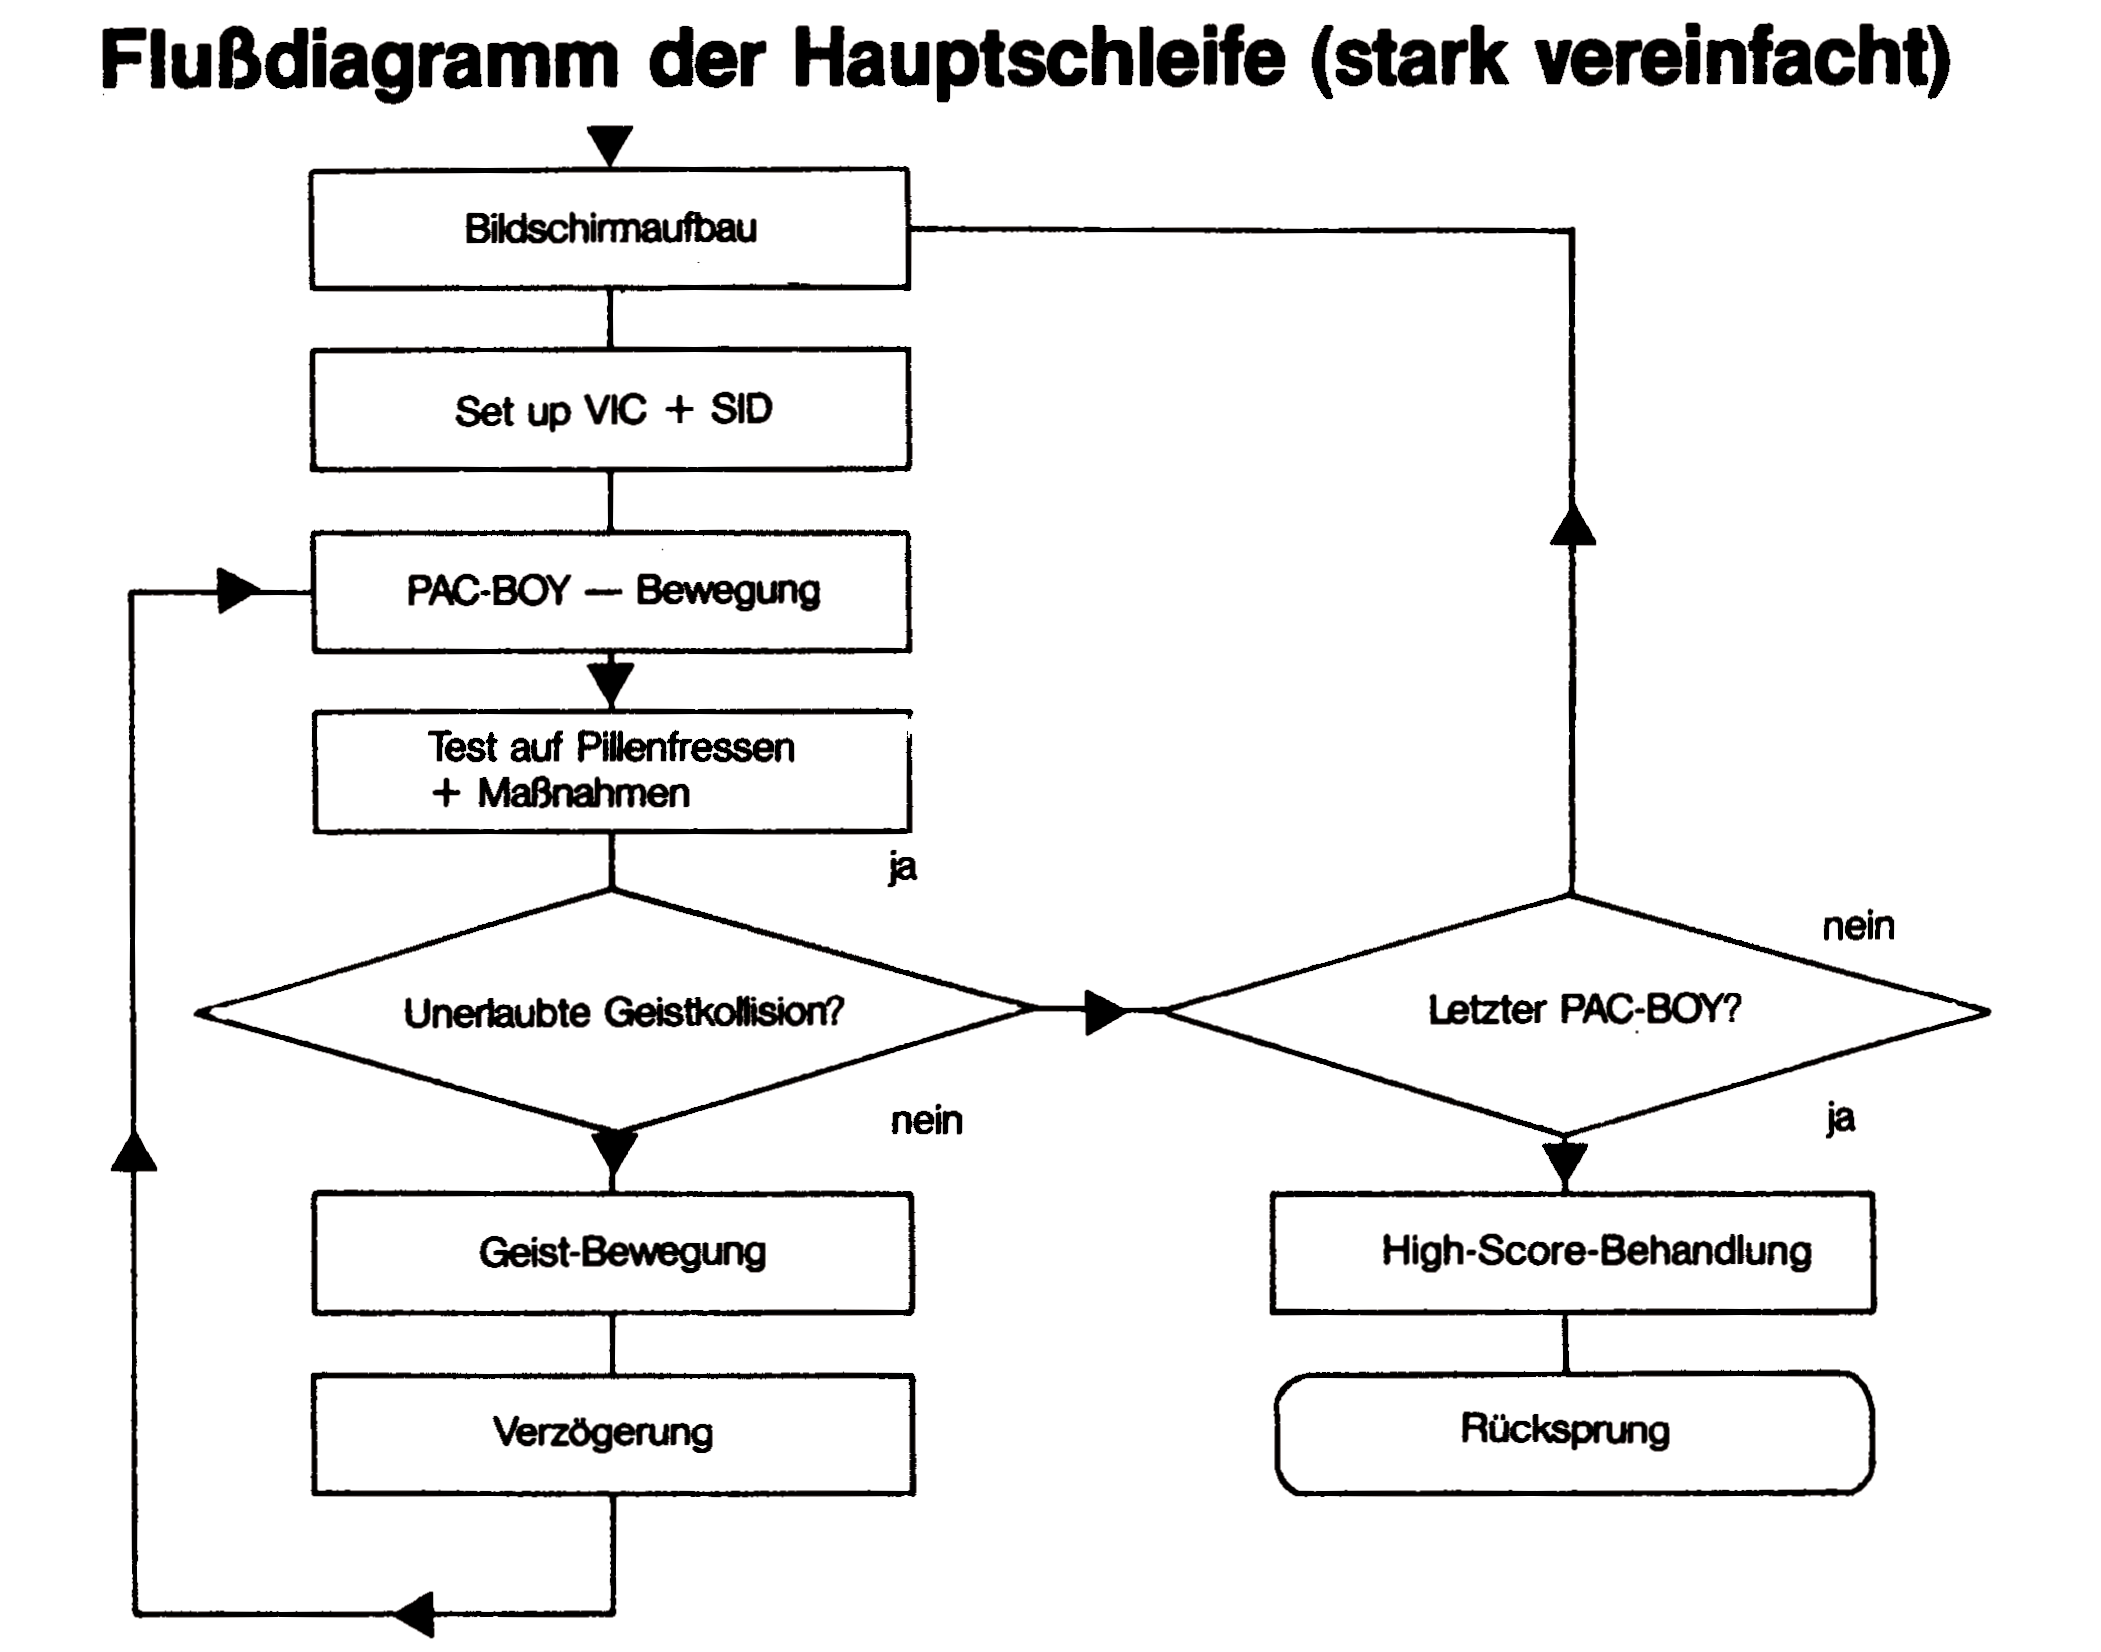 Flußdiagramm der Hauptschleife (stark vereinfacht)
Bildschirmaufbau
Set up VIC + SID
PAC-BOY — Bewegung
Test auf Pillenfressen
+ Maßnahmen
ja
Unerlaubte Geistkollision?
nein
Geist-Bewegung
Verzögerung
nein
Letzter PAC-BOY?
ja
High-Score-Behandlung
Rücksprung